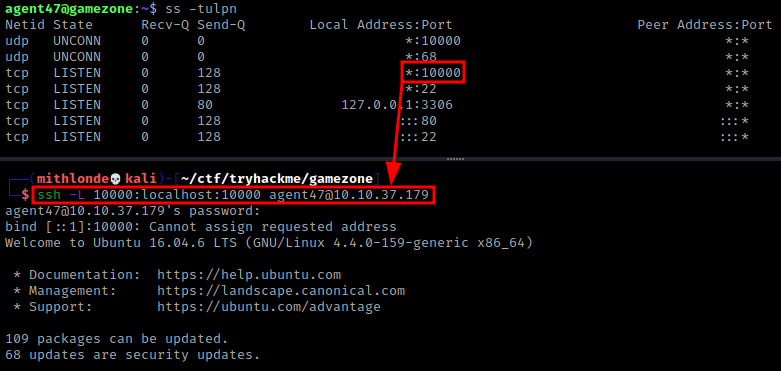 agent47@gamezone:~$ ss -tulpn
Netid State Recv-Q Send-Q Local Address:Port Peer Address:Port
udp UNCONN 0 0 *:10000 *:*
udp UNCONN 0 0 *:68 *:*
tcp LISTEN 0 128 *:10000 *:*
tcp LISTEN 0 128 *:22 *:*
tcp LISTEN 0 80 127.0.0.1:3306 *:*
tcp LISTEN 0 128 :::80 :::*
tcp LISTEN 0 128 :::22 :::*
┌──(mithlonde💀kali)-[~/ctf/tryhackme/gamezone]
└─$ ssh -L 10000:localhost:10000 agent47@10.10.37.179
agent47@10.10.37.179's password:
bind [::1]:10000: Cannot assign requested address
Welcome to Ubuntu 16.04.6 LTS (GNU/Linux 4.4.0-159-generic x86_64)
* Documentation: https://help.ubuntu.com
* Management: https://landscape.canonical.com
* Support: https://ubuntu.com/advantage
109 packages can be updated.
68 updates are security updates.